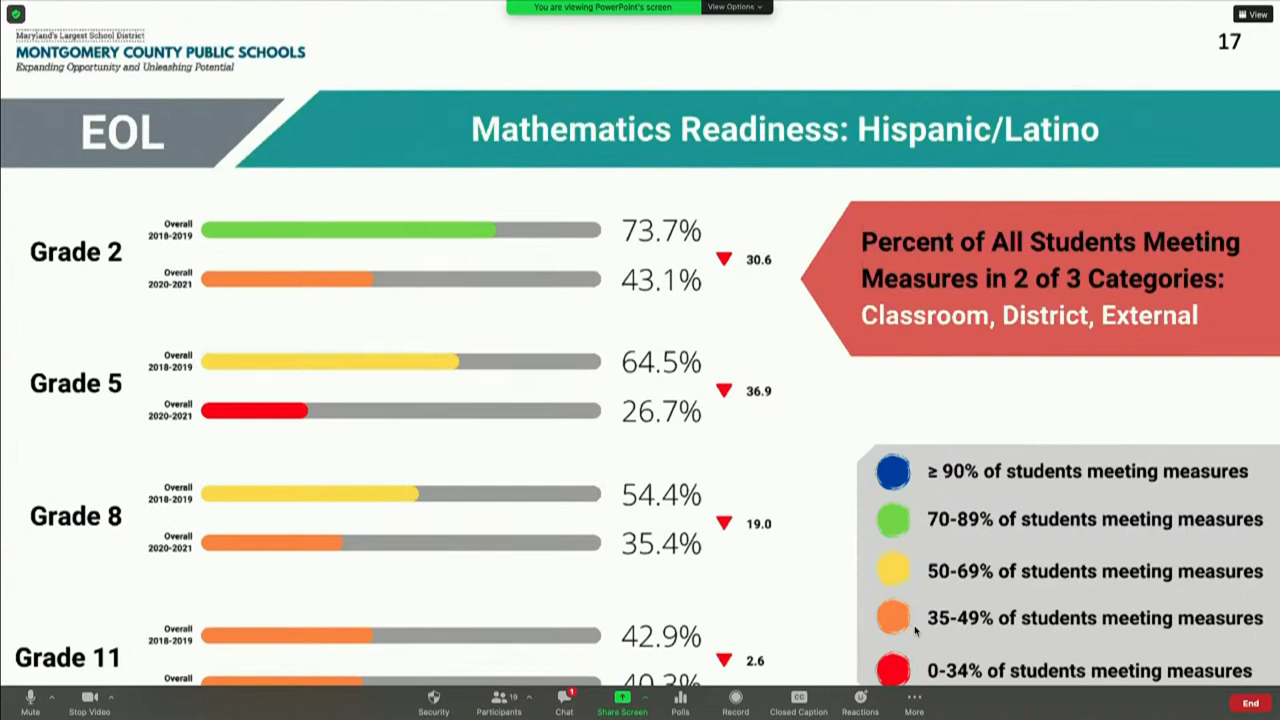 You are viewing PowerPoint's screen
View Options
View
Maryland's Largest School District
MONTGOMERY COUNTY PUBLIC SCHOOLS
Expanding Opportunity and Unleashing Potential
17
EOL
Mathematics Readiness: Hispanic/Latino
Grade 2
Overall
2018-2019
73.7%
Overall
2020-2021
43.1%
30.6
Grade 5
Overall
2018-2019
64.5%
Overall
2020-2021
26.7%
36.9
Grade 8
Overall
2018-2019
54.4%
Overall
2020-2021
35.4%
19.0
Grade 11
Overall
2018-2019
42.9%
Overall
40.3%
2.6
Percent of All Students Meeting
Measures in 2 of 3 Categories:
Classroom, District, External
≥ 90% of students meeting measures
70-89% of students meeting measures
50-69% of students meeting measures
35-49% of students meeting measures
0-34% of students meeting measures
Mute
Stop Video
Security
19
Participants
1
Chat
Share Screen
Polls
Record
CC
Closed Caption
Reactions
More
End